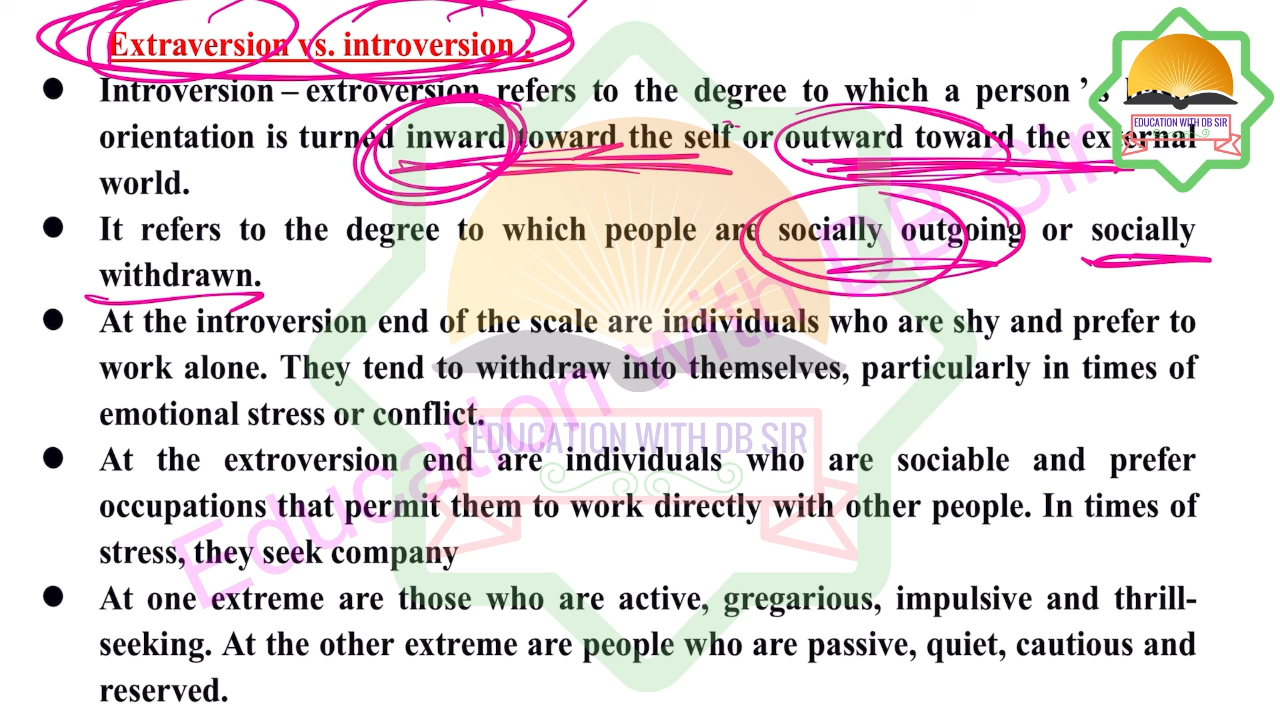 Extraversion vs. introversion :
● Introversion – extroversion refers to the degree to which a person ’ s
orientation is turned inward toward the self or outward toward the external
world.
● It refers to the degree to which people are socially outgoing or socially
withdrawn.
● At the introversion end of the scale are individuals who are shy and prefer to
work alone. They tend to withdraw into themselves, particularly in times of
emotional stress or conflict.
● At the extroversion end are individuals who are sociable and prefer
occupations that permit them to work directly with other people. In times of
stress, they seek company
● At one extreme are those who are active, gregarious, impulsive and thrill-
seeking. At the other extreme are people who are passive, quiet, cautious and
reserved.
EDUCATION WITH DB SIR
EDUCATION WITH DB SIR
Education with DB Sir